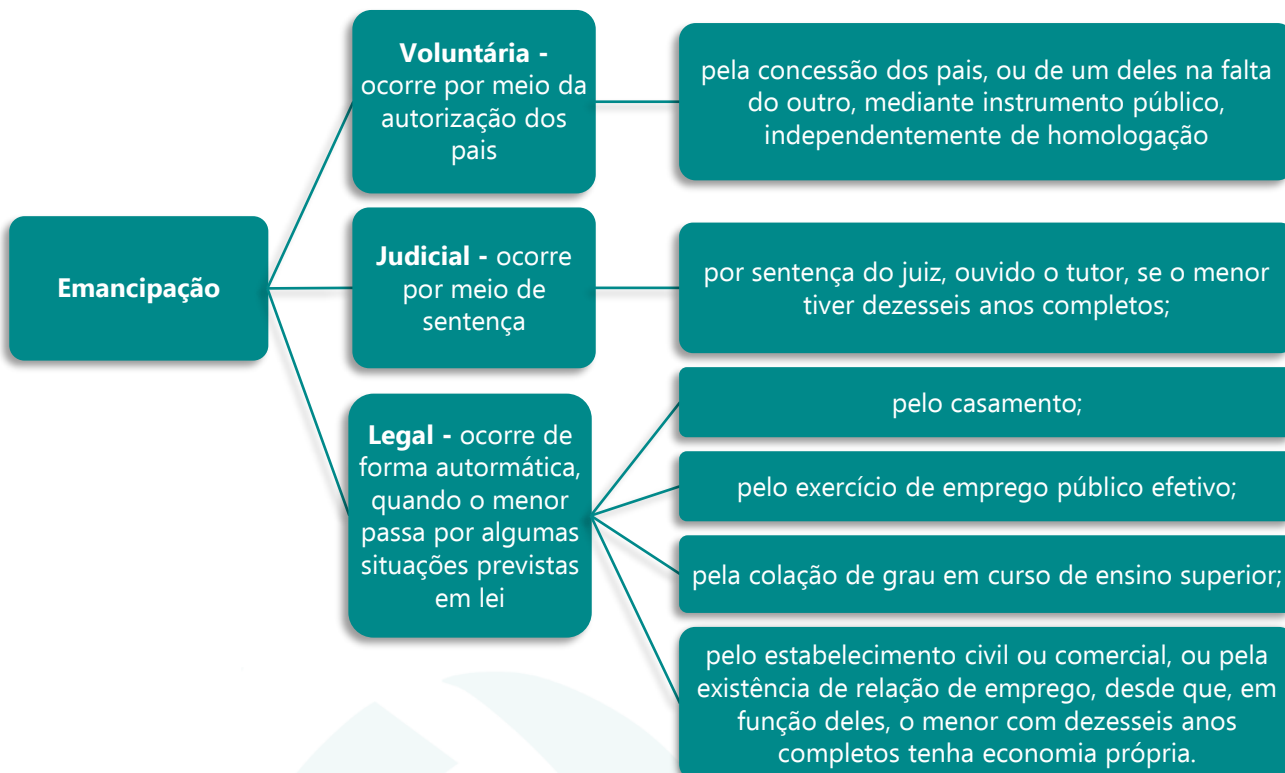 Emancipação
Voluntária -
ocorre por meio da
autorização dos
pais
pela concessão dos pais, ou de um deles na falta
do outro, mediante instrumento público,
independentemente de homologação
Judicial - ocorre
por meio de
sentença
por sentença do juiz, ouvido o tutor, se o menor
tiver dezesseis anos completos;
Legal - ocorre de
forma autormática,
quando o menor
passa por algumas
situações previstas
em lei
pelo casamento;
pelo exercício de emprego público efetivo;
pela colação de grau em curso de ensino superior;
pelo estabelecimento civil ou comercial, ou pela
existência de relação de emprego, desde que, em
função deles, o menor com dezesseis anos
completos tenha economia própria.